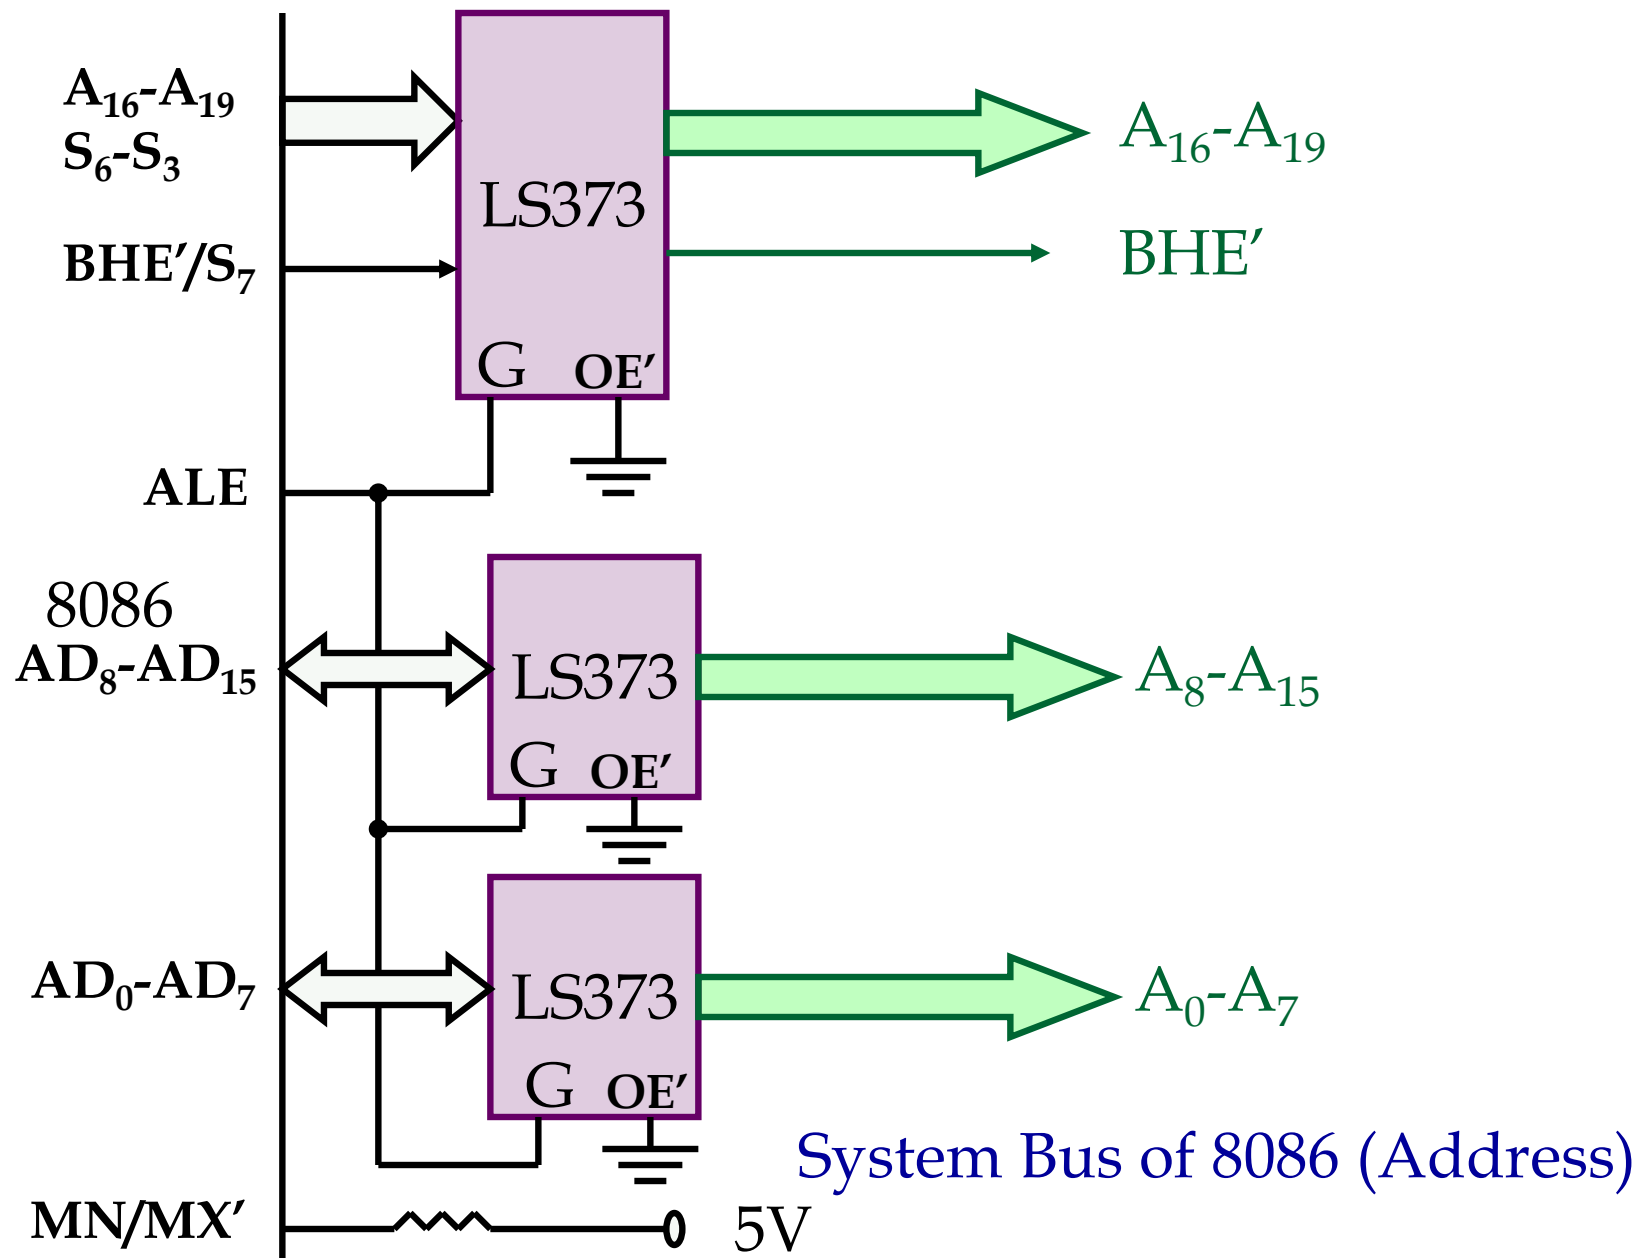 A₁₆-A₁₉
S₆-S₃
LS373
A₁₆-A₁₉
BHE′/S₇
BHE′
G OE′
ALE
8086
AD₈-AD₁₅
LS373
A₈-A₁₅
G OE′
AD₀-AD₇
LS373
A₀-A₇
G OE′
System Bus of 8086 (Address)
MN/MX′
5V